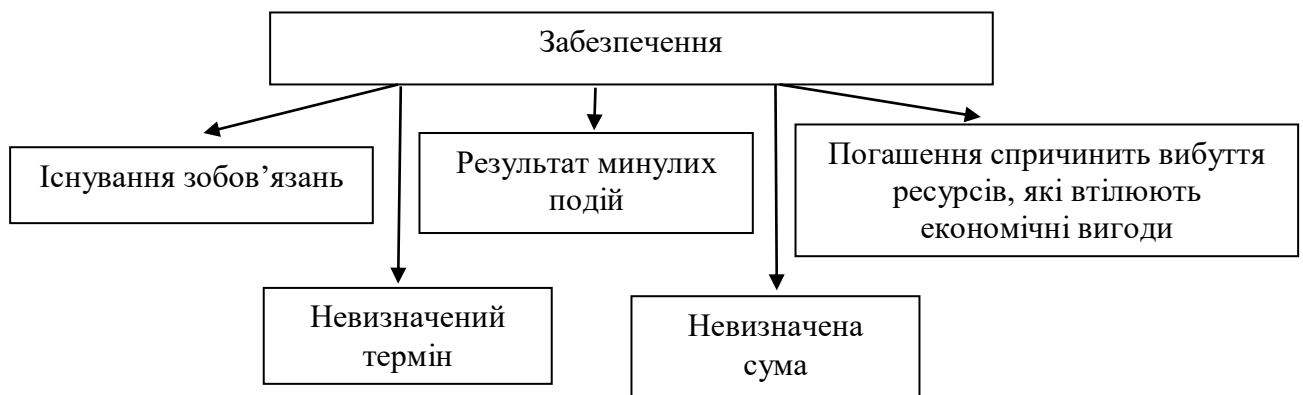 Забезпечення
Існування зобов’язань
Результат минулих
подій
Погашення спричинить вибуття
ресурсів, які втілюють
економічні вигоди
Невизначений
термін
Невизначена
сума